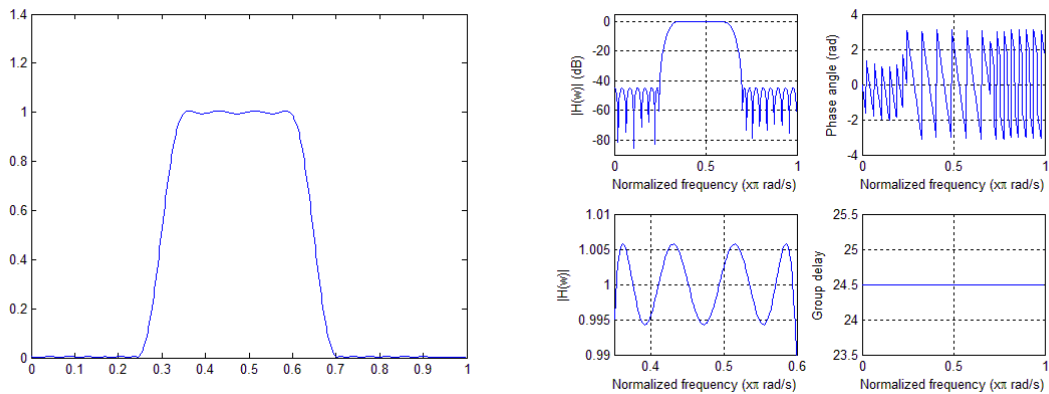 1.4
1.2
1
0.8
0.6
0.4
0.2
0
0 0.1 0.2 0.3 0.4 0.5 0.6 0.7 0.8 0.9 1
|H(w)| (dB)
0
-20
-40
-60
-80
0 0.5 1
Normalized frequency (xπ rad/s)
Phase angle (rad)
4
2
0
-2
-4
0 0.5 1
Normalized frequency (xπ rad/s)
|H(w)|
1.01
1.005
1
0.995
0.99
0.4 0.5 0.6
Normalized frequency (xπ rad/s)
Group delay
25.5
25
24.5
24
23.5
0 0.5 1
Normalized frequency (xπ rad/s)